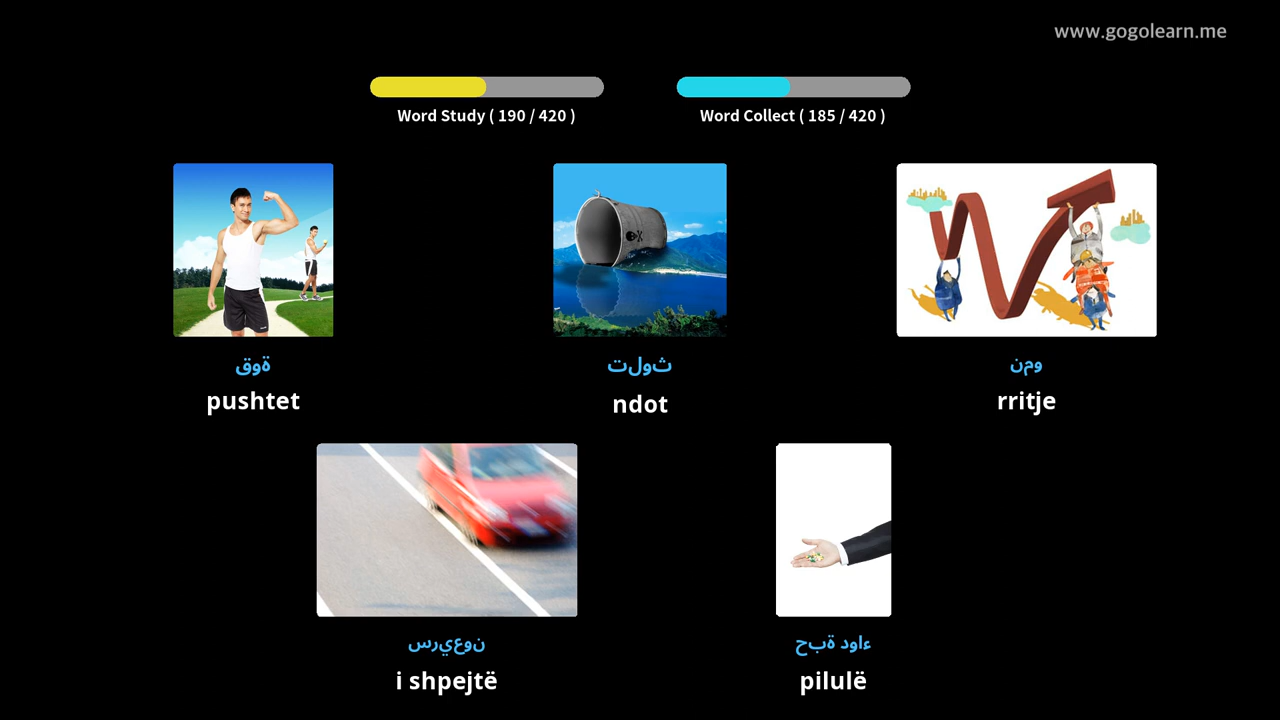 www.gogolearn.me
Word Study ( 190 / 420 )
Word Collect ( 185 / 420 )
ةوق
pushtet
ثولت
ndot
ومن
rritje
نوعيرس
i shpejtë
ءاود ةبح
pilulë